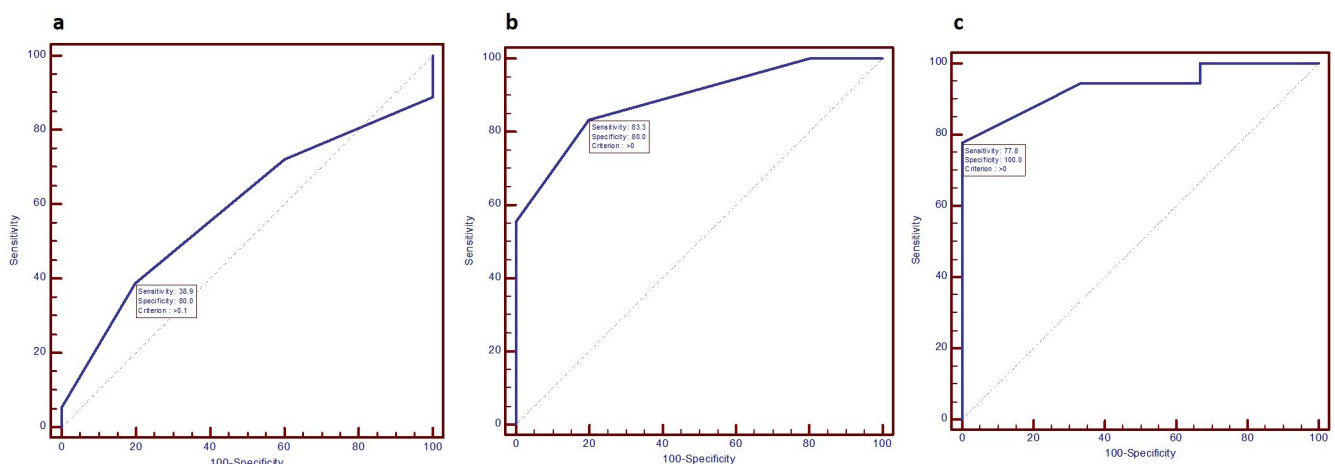 a
100
80
60
40
20
0
Sensitivity
Sensitivity: 38.9
Specificity: 80.0
Criterion : >0.1
0 20 40 60 80 100
100-Specificity
b
100
80
60
40
20
0
Sensitivity
Sensitivity: 83.3
Specificity: 80.0
Criterion : >0
0 20 40 60 80 100
100-Specificity
c
100
80
60
40
20
0
Sensitivity
Sensitivity: 77.8
Specificity: 100.0
Criterion : >0
0 20 40 60 80 100
100-Specificity